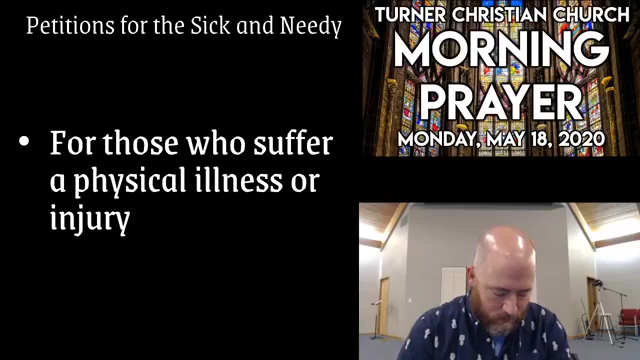 Petitions for the Sick and Needy
• For those who suffer
a physical illness or
injury
TURNER CHRISTIAN CHURCH
MORNING
PRAYER
MONDAY, MAY 18, 2020